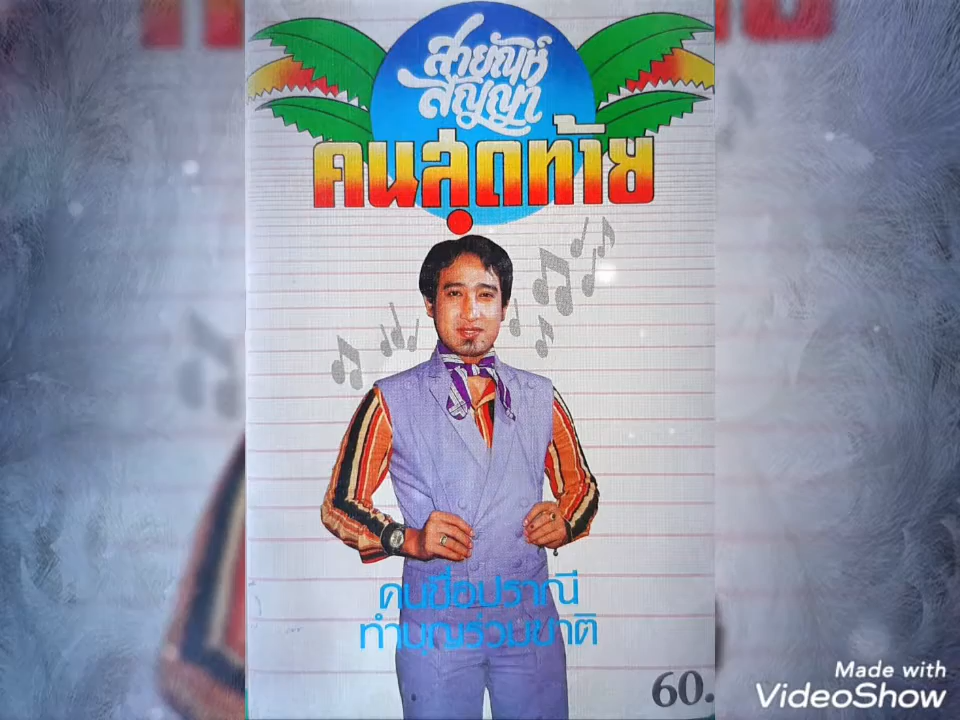 สายัณห์
สัญญา
คนสุดท้าย
คนชื่อปราณี
ทำบุญร่วมชาติ
60.
Made with
VideoShow